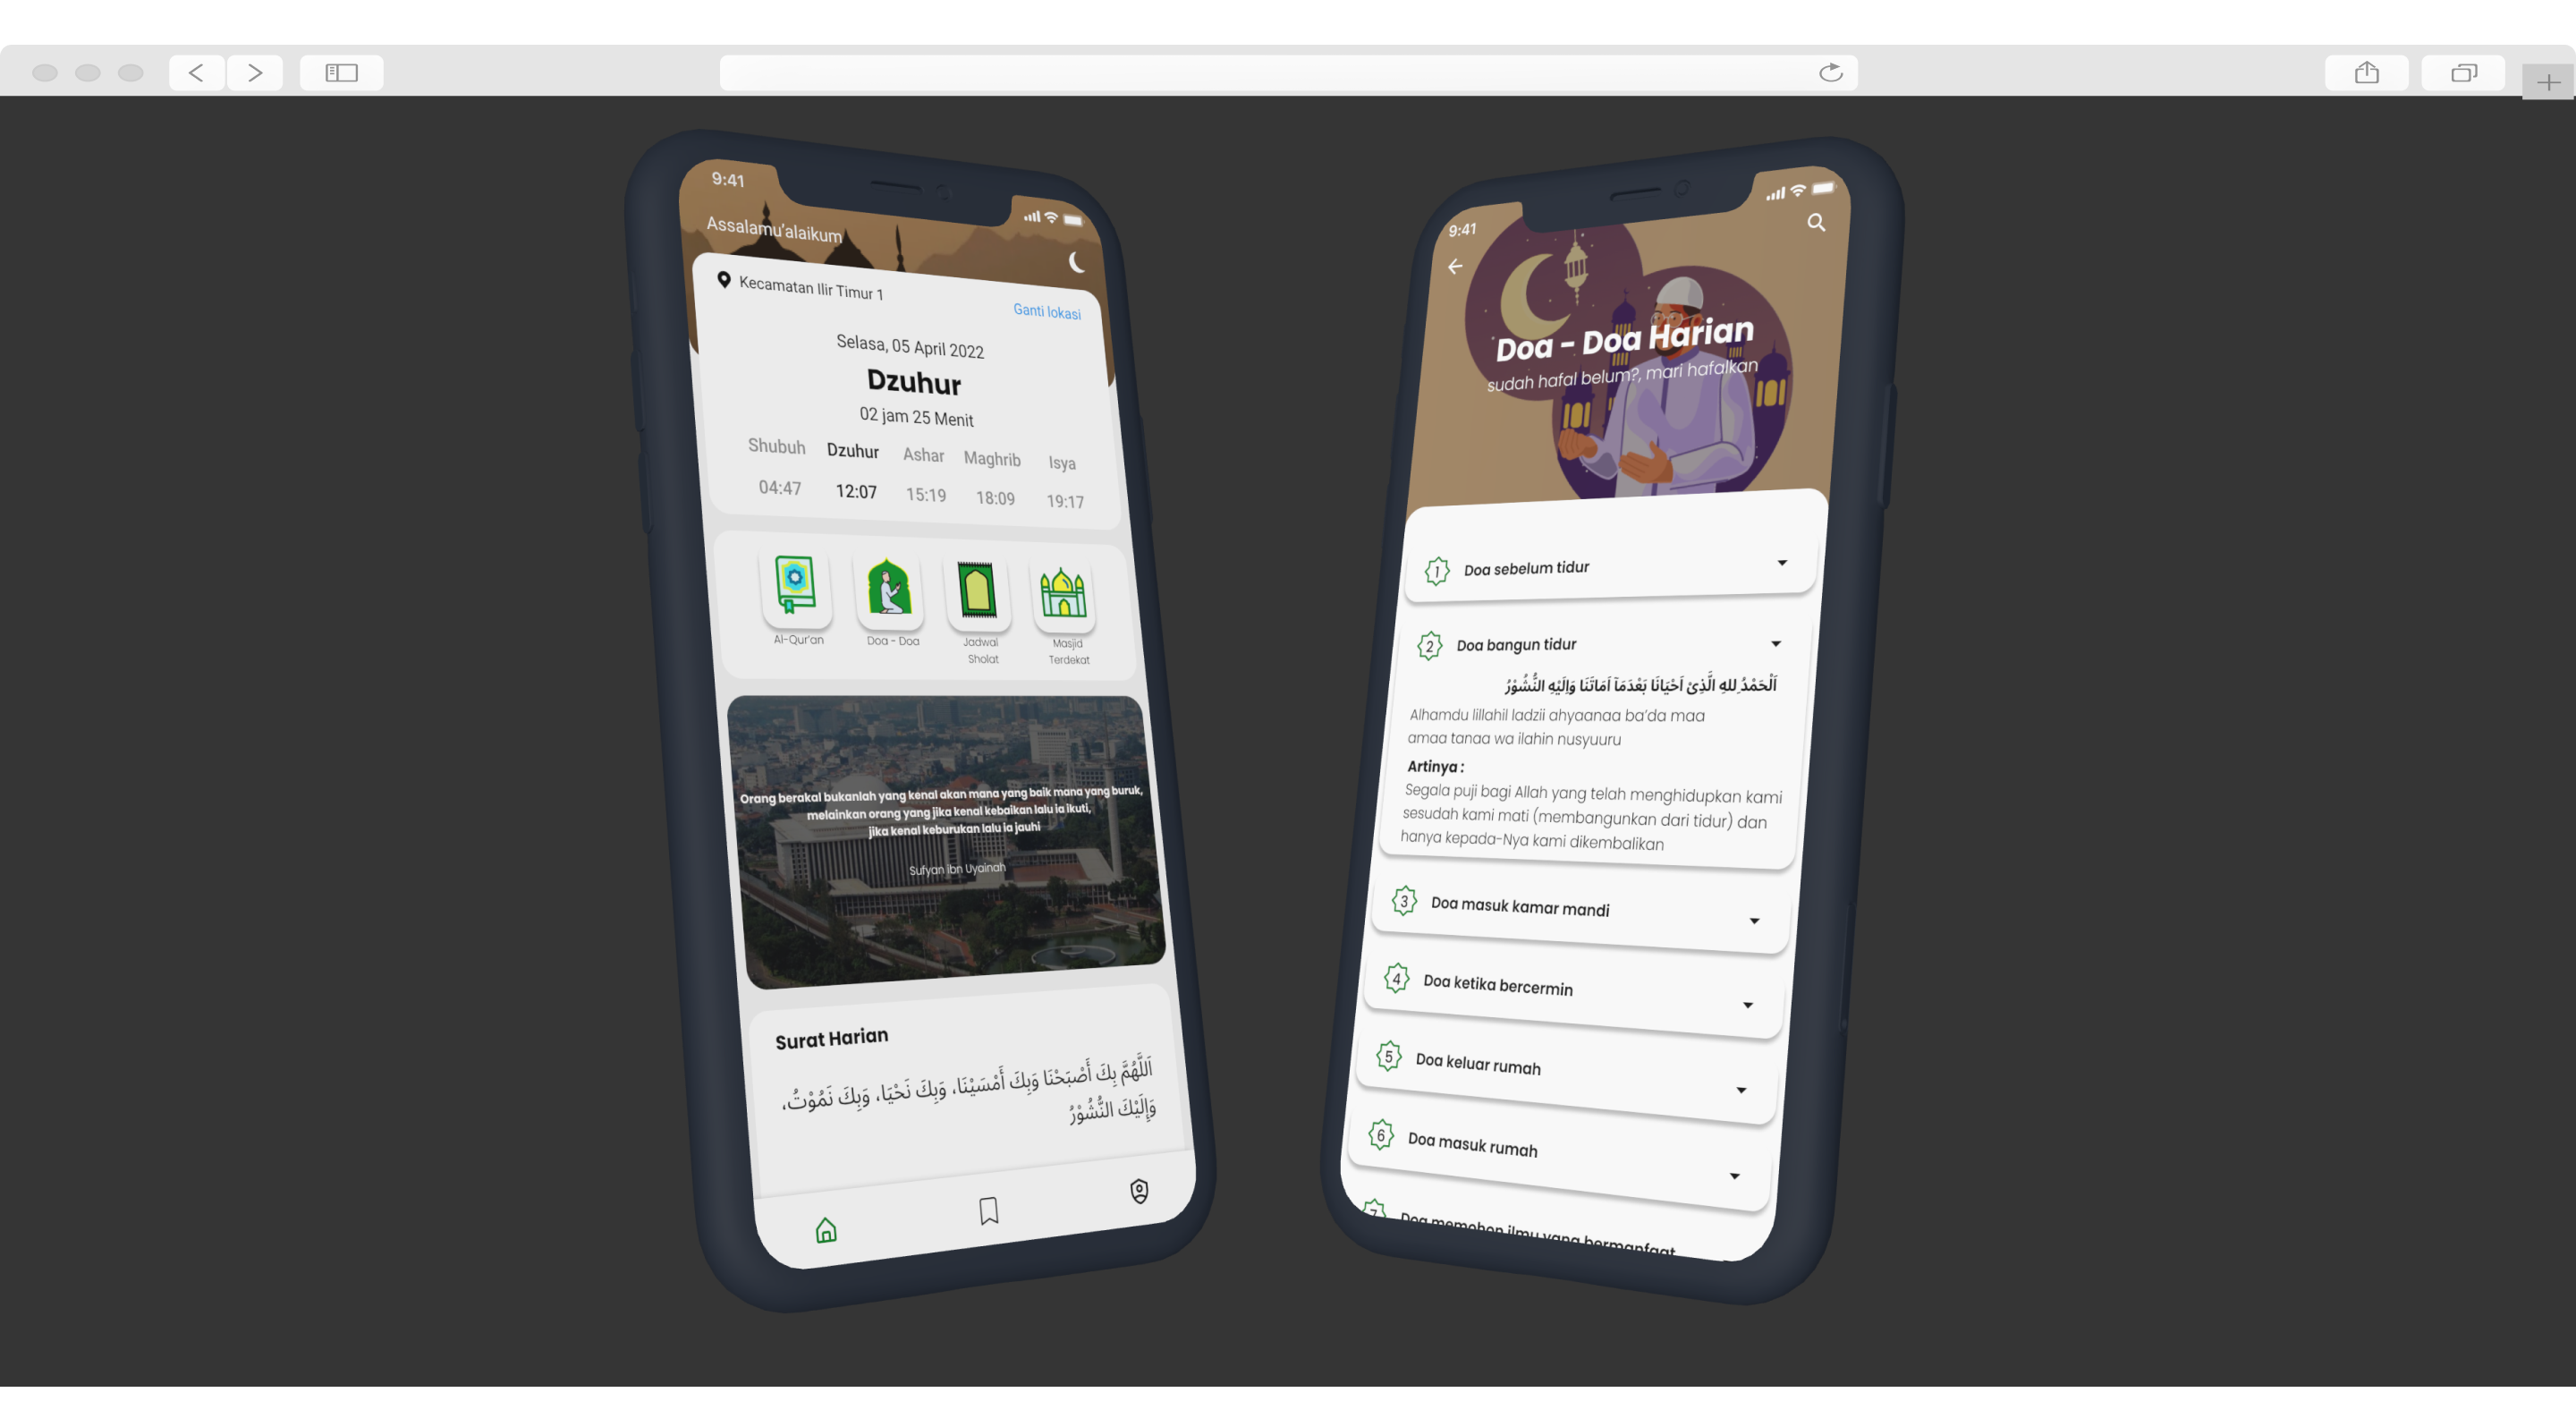 9:41
Assalamu'alaikum
Kecamatan Ilir Timur 1
Ganti lokasi
Selasa, 05 April 2022
Dzuhur
02 jam 25 Menit
Shubuh Dzuhur Ashar Maghrib Isya
04:47 12:07 15:19 18:09 19:17
Al-Qur'an Doa - Doa Jadwal Masjid
Sholat Terdekat
Orang berakal bukanlah yang kenal akan mana yang baik mana yang buruk,
melainkan orang yang jika kenal kebaikan lalu ia ikuti,
jika kenal keburukan lalu ia jauhi
Sufyan ibn Uyainah
Surat Harian
اَللَّهُمَّ بِكَ أَصْبَحْنَا وَبِكَ أَمْسَيْنَا، وَبِكَ نَحْيَا، وَبِكَ نَمُوْتُ،
وَإِلَيْكَ النُّشُوْرُ
9:41
Doa - Doa Harian
sudah hafal belum?, mari hafalkan
1 Doa sebelum tidur
2 Doa bangun tidur
اَلْحَمْدُ ِللهِ الَّذِىْ اَحْيَانَا بَعْدَمَآ اَمَاتَنَا وَاِلَيْهِ النُّشُوْرُ
Alhamdu lillahil ladzii ahyaanaa ba'da maa
amaa tanaa wa ilahin nusyuuru
Artinya :
Segala puji bagi Allah yang telah menghidupkan kami
sesudah kami mati (membangunkan dari tidur) dan
hanya kepada-Nya kami dikembalikan
3 Doa masuk kamar mandi
4 Doa ketika bercermin
5 Doa keluar rumah
6 Doa masuk rumah
7 Doa memohon ilmu yang bermanfaat